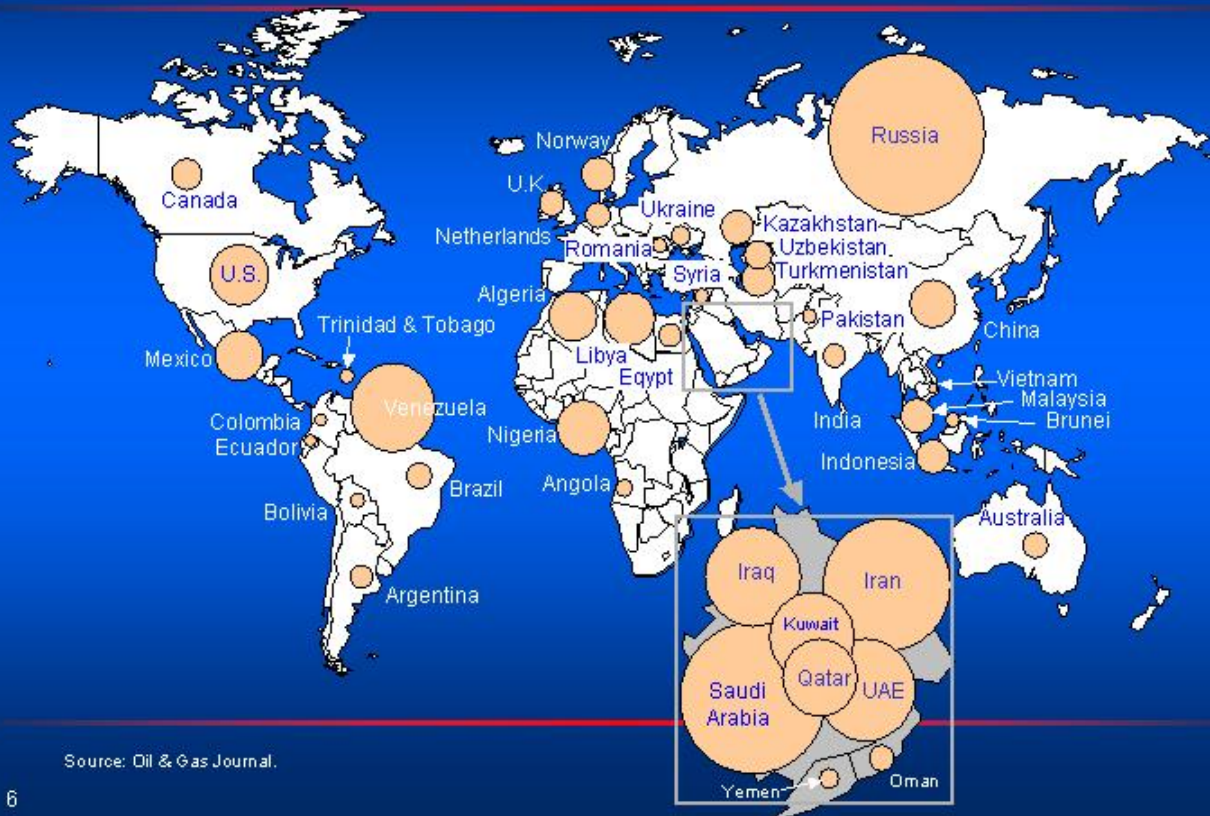 Norway
Russia
U.K.
Canada
Ukraine
Kazakhstan
Netherlands
Romania
Uzbekistan
U.S.
Syria
Turkmenistan
Algeria
Trinidad & Tobago
Pakistan
China
Mexico
Libya
Eqypt
Vietnam
Malaysia
Venezuela
Colombia
India
Brunei
Nigeria
Ecuador
Indonesia
Brazil
Angola
Bolivia
Australia
Iraq
Iran
Argentina
Kuwait
Qatar
UAE
Saudi
Arabia
Source: Oil & Gas Journal.
Oman
Yemen
6